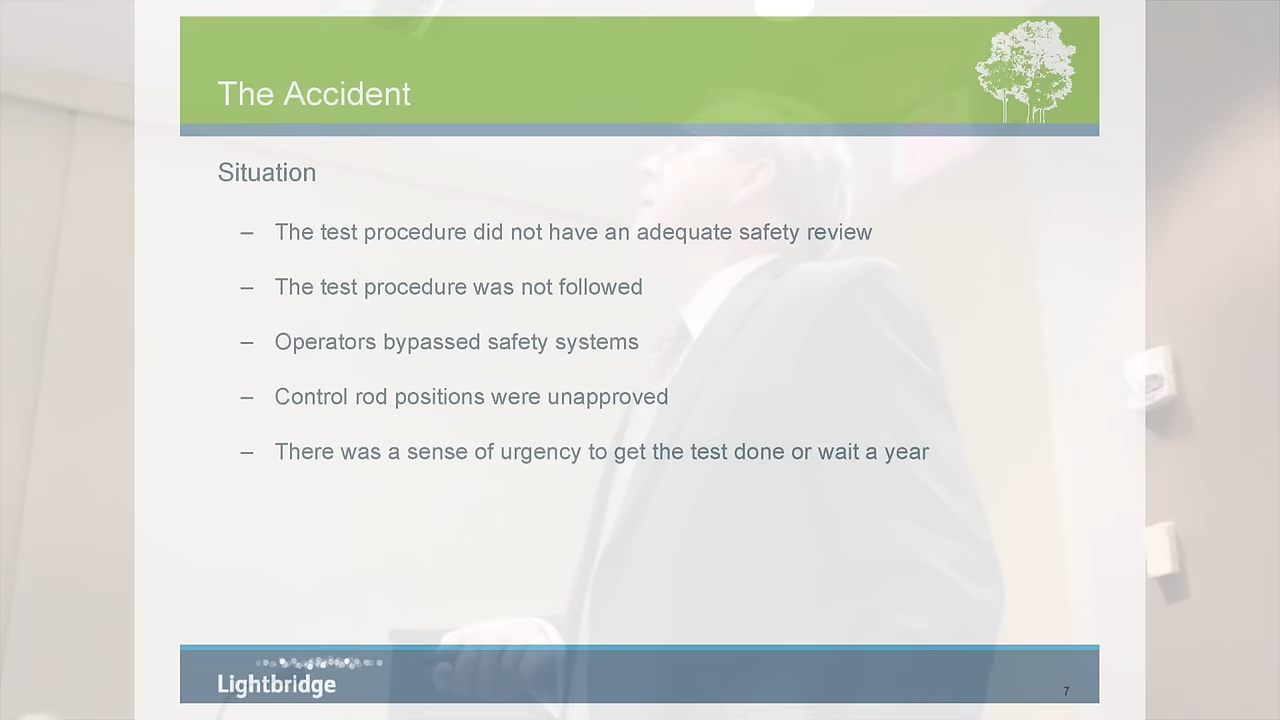 The Accident
Situation
– The test procedure did not have an adequate safety review
– The test procedure was not followed
– Operators bypassed safety systems
– Control rod positions were unapproved
– There was a sense of urgency to get the test done or wait a year
Lightbridge
7